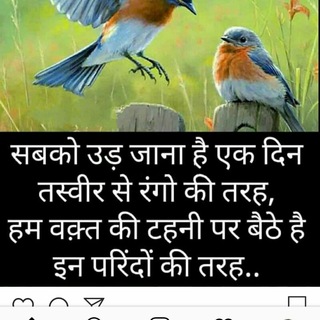 सबको उड़ जाना है एक दिन
तस्वीर से रंगो की तरह,
हम वक़्त की टहनी पर बैठे है
इन परिंदों की तरह..